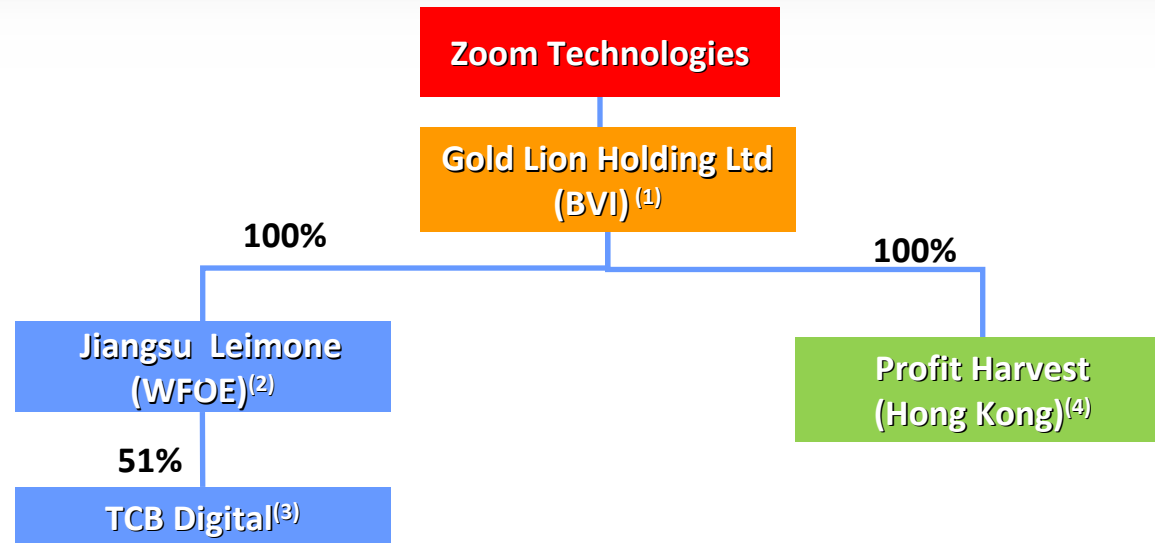 Zoom Technologies
Gold Lion Holding Ltd
(BVI) (1)
100%
100%
Jiangsu Leimone
(WFOE)(2)
Profit Harvest
(Hong Kong)(4)
51%
TCB Digital(3)